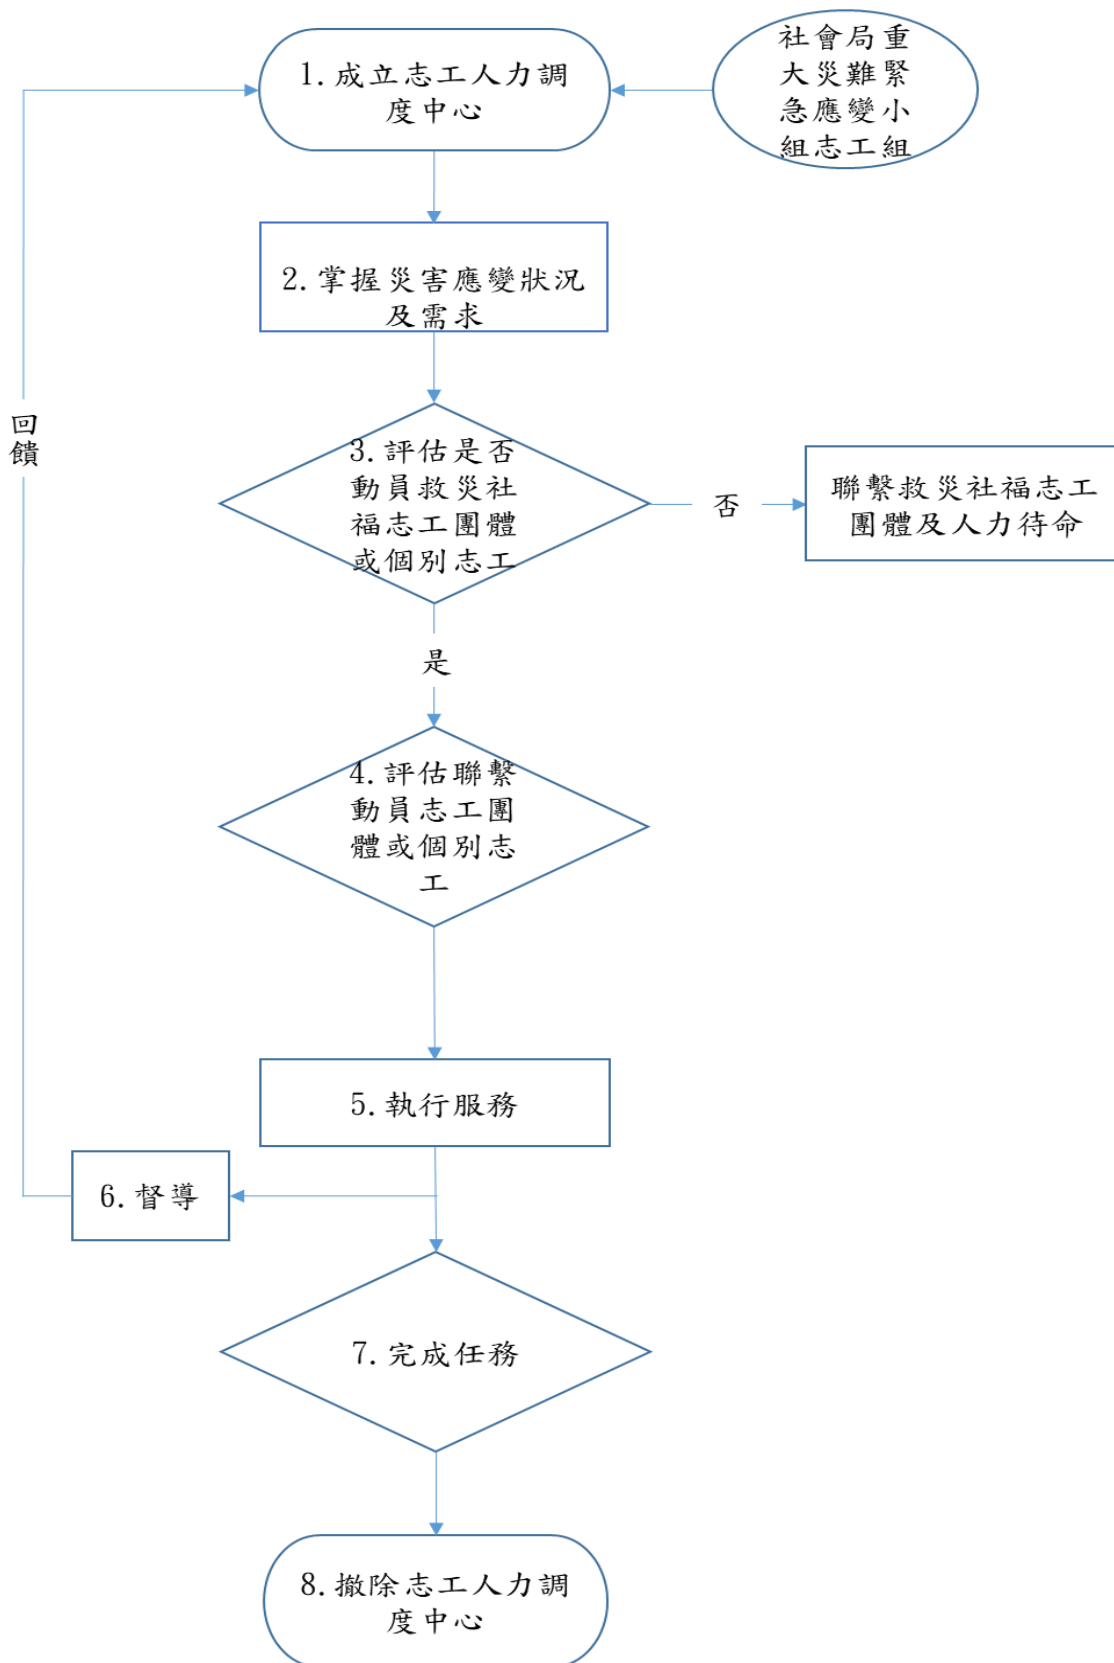 1.成立志工人力調
度中心
社會局重
大災難緊
急應變小
組志工組
2.掌握災害應變狀況
及需求
回
饋
3.評估是否
動員救災社
福志工團體
或個別志工
否
聯繫救災社福志工
團體及人力待命
是
4.評估聯繫
動員志工團
體或個別志
工
5.執行服務
6.督導
7.完成任務
8.撤除志工人力調
度中心